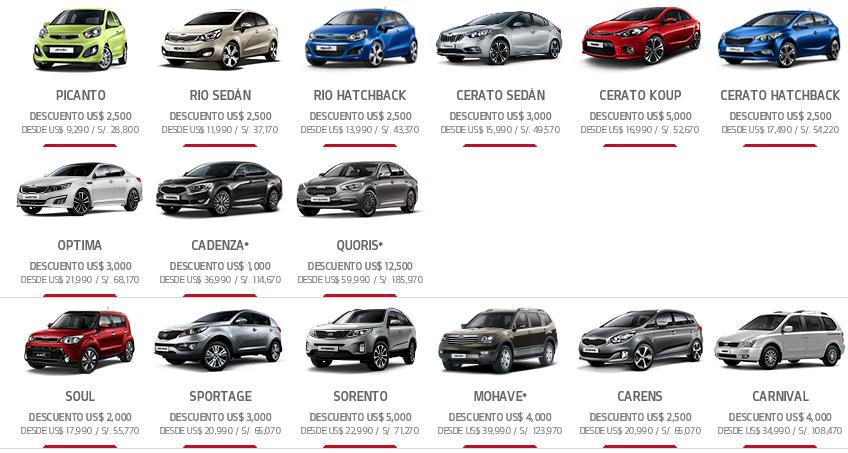 PICANTO
DESCUENTO US$ 2,500
DESDE US$ 9,290 / S/. 28,800
RIO SEDÁN
DESCUENTO US$ 2,500
DESDE US$ 11,990 / S/. 37,170
RIO HATCHBACK
DESCUENTO US$ 2,500
DESDE US$ 13,990 / S/. 43,370
CERATO SEDÁN
DESCUENTO US$ 3,000
DESDE US$ 15,990 / S/. 49,570
CERATO KOUP
DESCUENTO US$ 5,000
DESDE US$ 16,990 / S/. 52,670
CERATO HATCHBACK
DESCUENTO US$ 2,500
DESDE US$ 17,490 / S/. 54,220
OPTIMA
DESCUENTO US$ 3,000
DESDE US$ 21,990 / S/. 68,170
CADENZA*
DESCUENTO US$ 1,000
DESDE US$ 36,990 / S/. 114,670
QUORIS*
DESCUENTO US$ 12,500
DESDE US$ 59,990 / S/. 185,970
SOUL
DESCUENTO US$ 2,000
DESDE US$ 17,990 / S/. 55,770
SPORTAGE
DESCUENTO US$ 3,000
DESDE US$ 20,990 / S/. 65,070
SORENTO
DESCUENTO US$ 5,000
DESDE US$ 22,990 / S/. 71,270
MOHAVE*
DESCUENTO US$ 4,000
DESDE US$ 39,990 / S/. 123,970
CARENS
DESCUENTO US$ 2,500
DESDE US$ 20,990 / S/. 65,070
CARNIVAL
DESCUENTO US$ 4,000
DESDE US$ 34,990 / S/. 108,470